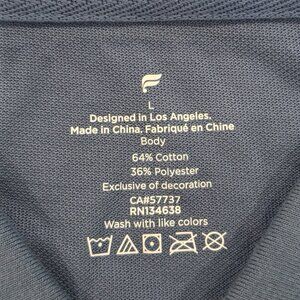 L
Designed in Los Angeles.
Made in China. Fabriqué en Chine
Body
64% Cotton
36% Polyester
Exclusive of decoration
CA#57737
RN134638
Wash with like colors